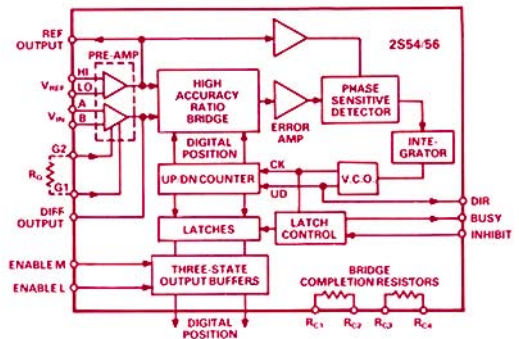 REF
OUTPUT
2S54/56
PRE-AMP
HI
VREF
LO
A
VIN
B
HIGH
ACCURACY
RATIO
BRIDGE
PHASE
SENSITIVE
DETECTOR
ERROR
AMP
INTE-
GRATOR
G2
RG
G1
DIGITAL
POSITION
CK
UP/DN COUNTER
V.C.O.
UD
DIR
DIFF
OUTPUT
LATCHES
LATCH
CONTROL
BUSY
INHIBIT
ENABLE M
ENABLE L
THREE-STATE
OUTPUT BUFFERS
BRIDGE
COMPLETION RESISTORS
RC1 RC2 RC3 RC4
DIGITAL
POSITION